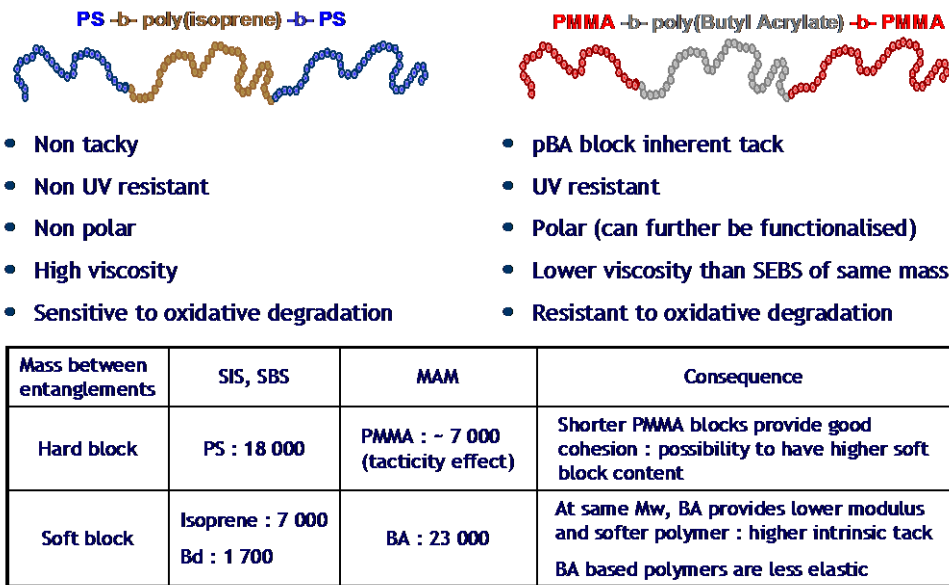 PS -b- poly(isoprene) -b- PS
PMMA -b- poly(Butyl Acrylate) -b- PMMA
• Non tacky
• Non UV resistant
• Non polar
• High viscosity
• Sensitive to oxidative degradation
• pBA block inherent tack
• UV resistant
• Polar (can further be functionalised)
• Lower viscosity than SEBS of same mass
• Resistant to oxidative degradation
Mass between
entanglements
SIS, SBS
MAM
Consequence
Hard block
PS : 18 000
PMMA : ~ 7 000
(tacticity effect)
Shorter PMMA blocks provide good
cohesion : possibility to have higher soft
block content
Soft block
Isoprene : 7 000
Bd : 1 700
BA : 23 000
At same Mw, BA provides lower modulus
and softer polymer : higher intrinsic tack
BA based polymers are less elastic